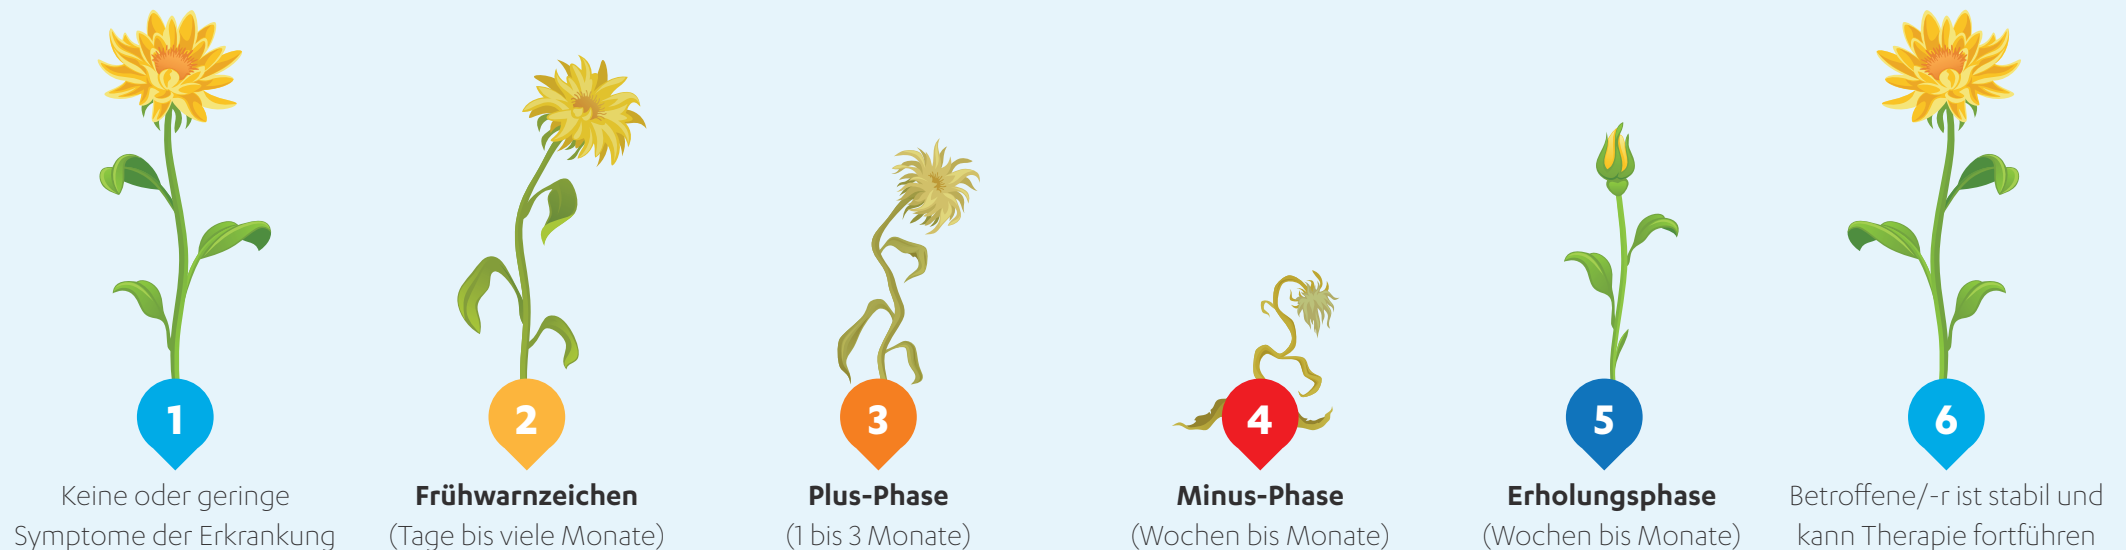 1
Keine oder geringe
Symptome der Erkrankung
2
Frühwarnzeichen
(Tage bis viele Monate)
3
Plus-Phase
(1 bis 3 Monate)
4
Minus-Phase
(Wochen bis Monate)
5
Erholungsphase
(Wochen bis Monate)
6
Betroffene/-r ist stabil und
kann Therapie fortführen